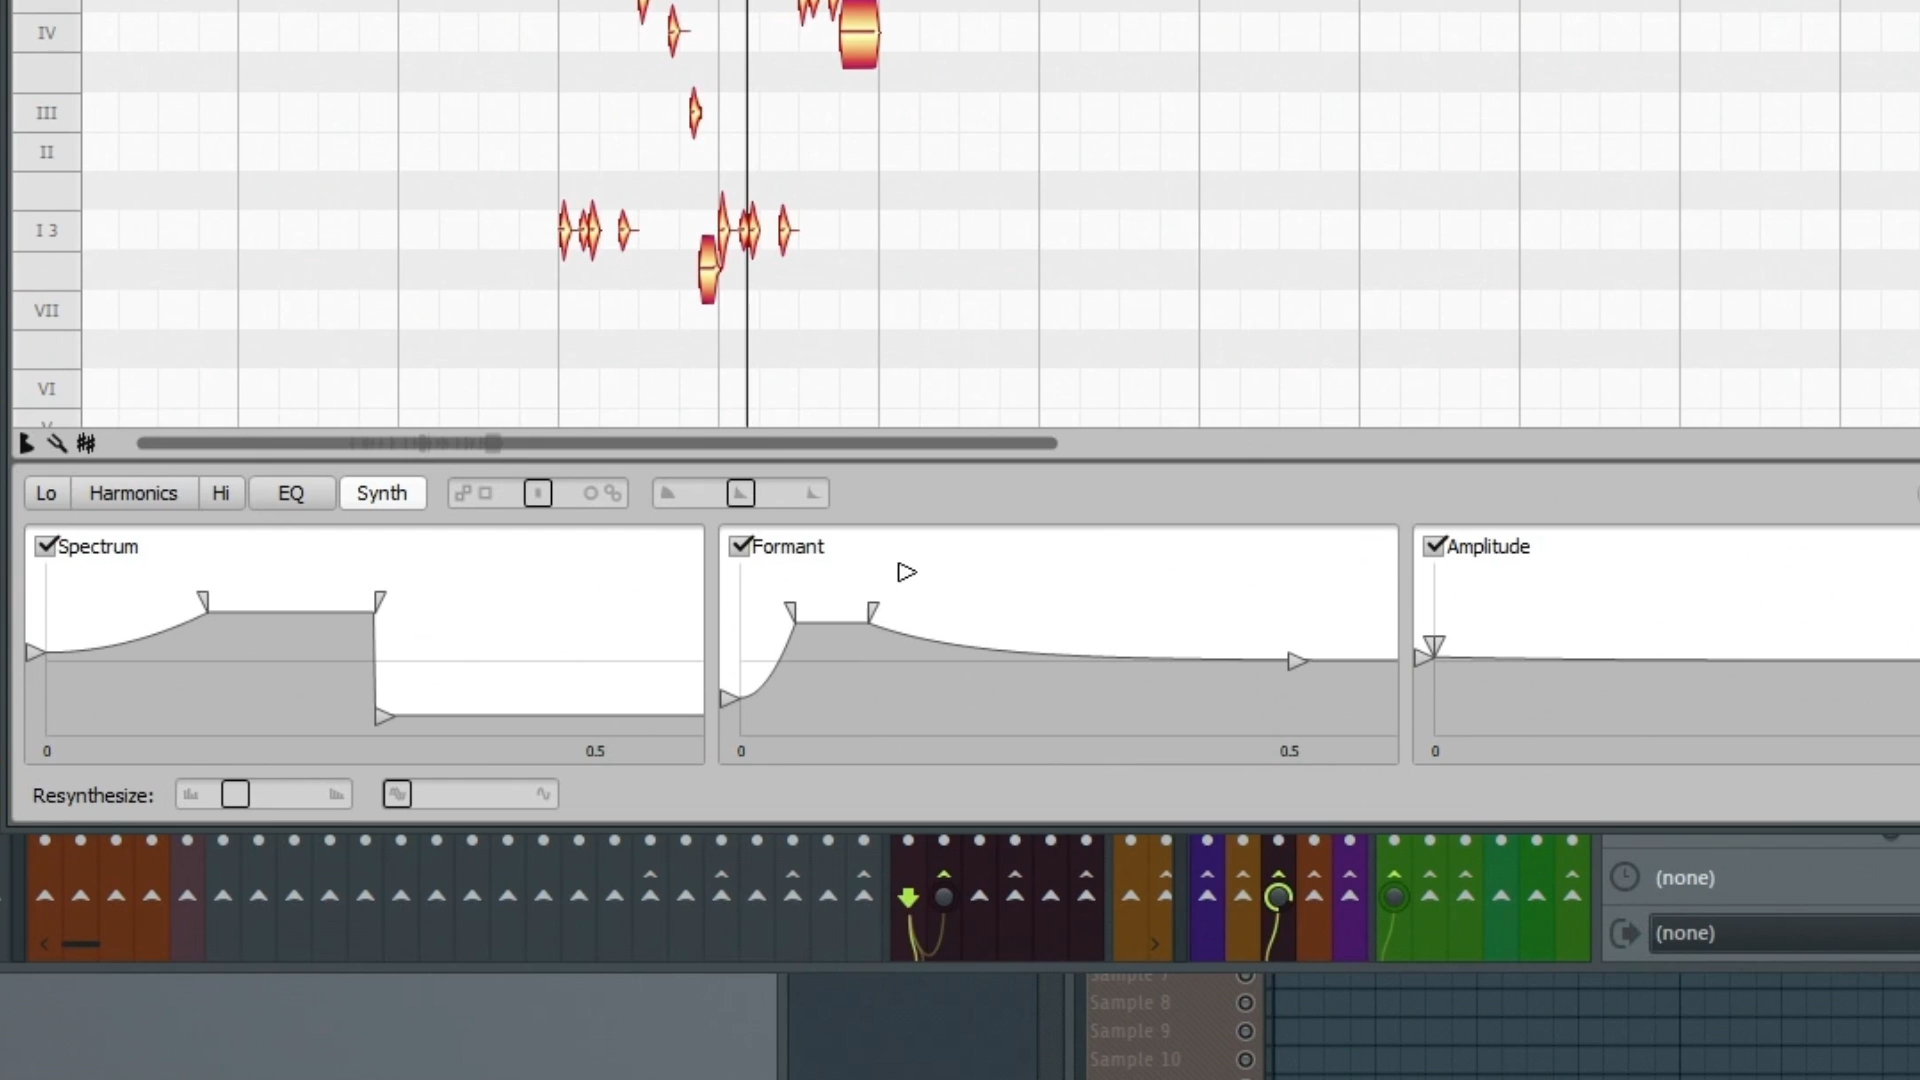 IV
III
II
I 3
VII
VI
Lo Harmonics Hi EQ Synth
Spectrum Formant Amplitude
0 0.5 0 0.5 0
Resynthesize:
(none)
(none)
Sample 7
Sample 8
Sample 9
Sample 10